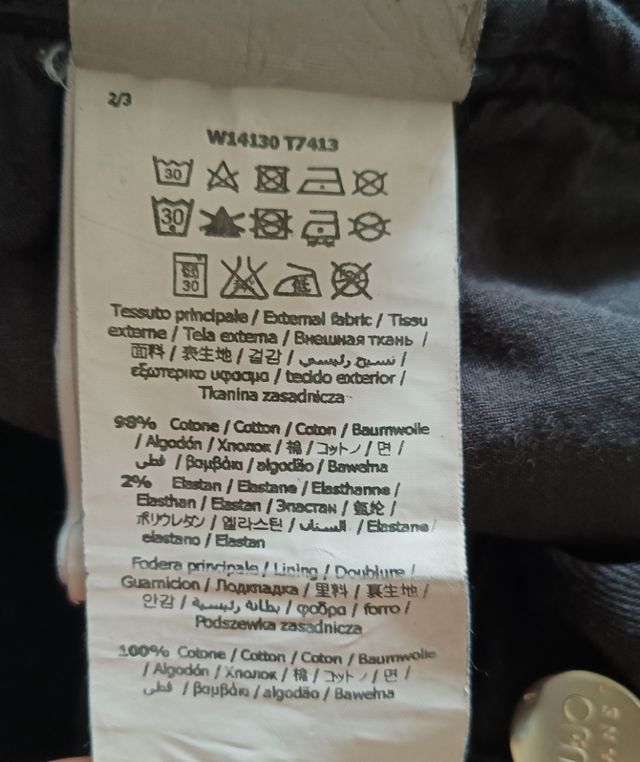 2/3
W14130 T7413
30
30
30
Tessuto principale / External fabric / Tissu
externe / Tela externa / Внешная ткань /
面料 / 表生地 / 겉감 / نسيج رئيسي /
εξωτερικο υφασμα / tecido exterior /
Tkanina zasadnicza
98% Cotone / Cotton / Coton / Baumwolle
/ Algodón / Хлопок / 棉 / コットン / 면 /
قطن / βαμβάκι / algodão / Bawełna
2% Elastan / Elastane / Elasthanne /
Elasthan / Elastan / Эластан / 氨纶 /
ポリウレタン / 엘라스틴 / الستان / Elastane /
elastano / Elastan
Fodera principale / Lining / Doublure /
Guarnicion / Подкладка / 里料 / 裏生地 /
안감 / بطانه رئيسية / φοδρα / forro /
Podszewka zasadnicza
100% Cotone / Cotton / Coton / Baumwolle
/ Algodón / Хлопок / 棉 / コットン / 면 /
قطن / βαμβάκι / algodão / Bawełna